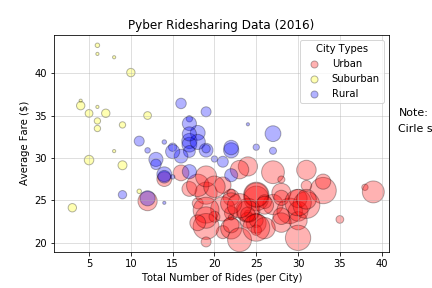 Pyber Ridesharing Data (2016)
Average Fare ($)
40
35
30
25
20
City Types
Urban
Suburban
Rural
Note:
Cirle s
5
10
15
20
25
30
35
40
Total Number of Rides (per City)